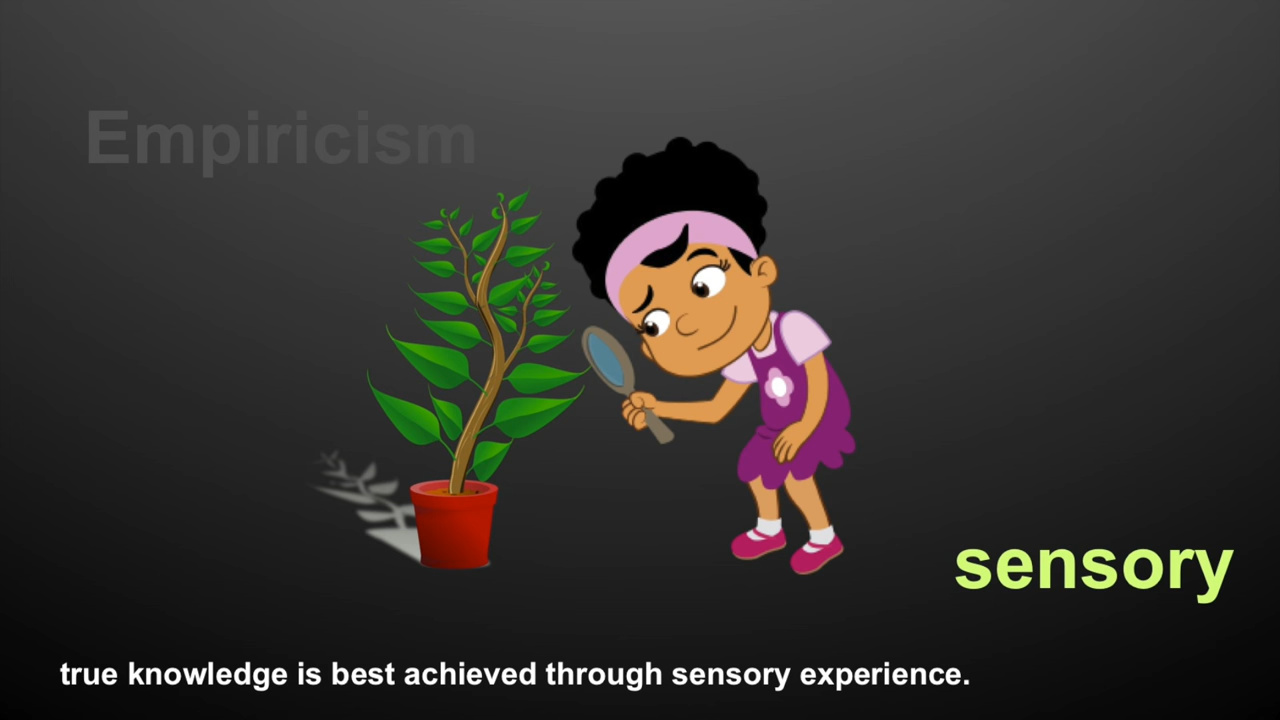 Empiricism
sensory
true knowledge is best achieved through sensory experience.